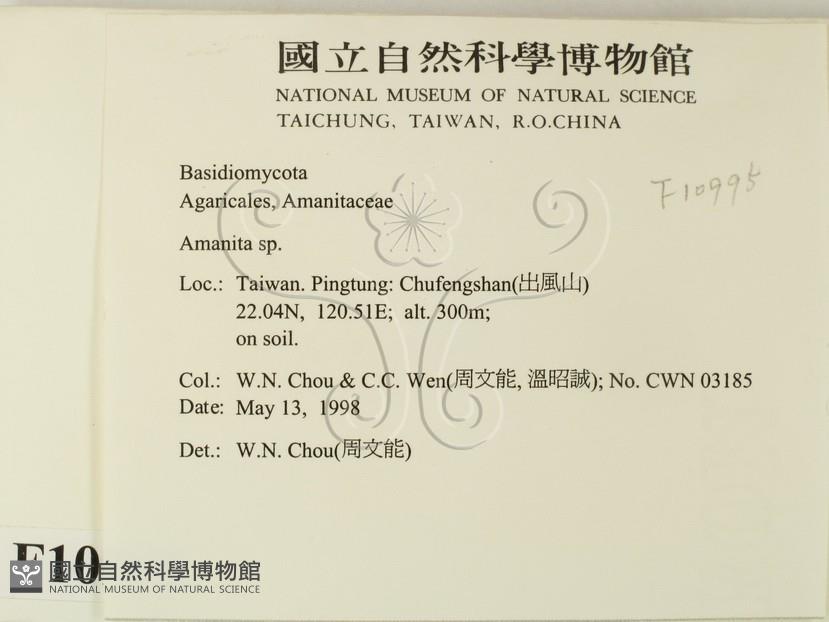 國立自然科學博物館
NATIONAL MUSEUM OF NATURAL SCIENCE
TAICHUNG, TAIWAN, R.O.CHINA
F10995
Basidiomycota
Agaricales, Amanitaceae
Amanita sp.
Loc.: Taiwan. Pingtung: Chufengshan(出風山)
22.04N, 120.51E; alt. 300m;
on soil.
Col.: W.N. Chou & C.C. Wen(周文能, 溫昭誠); No. CWN 03185
Date: May 13, 1998
Det.: W.N. Chou(周文能)
F10
國立自然科學博物館
NATIONAL MUSEUM OF NATURAL SCIENCE